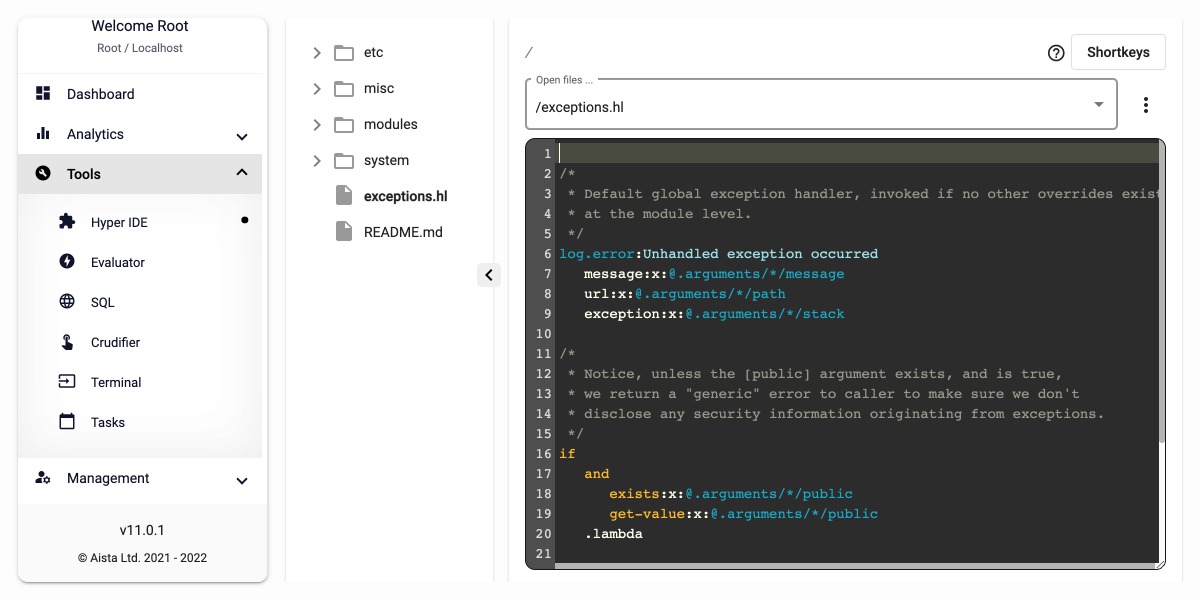 Welcome Root
Root / Localhost
Dashboard
Analytics
Tools
Hyper IDE
Evaluator
SQL
Crudifier
Terminal
Tasks
Management
v11.0.1
© Aista Ltd. 2021 - 2022
etc
misc
modules
system
exceptions.hl
README.md
/
Shortkeys
Open files ...
/exceptions.hl
1
2 /*
3  * Default global exception handler, invoked if no other overrides exist
4  * at the module level.
5  */
6 log.error:Unhandled exception occurred
7    message:x:@.arguments/*/message
8    url:x:@.arguments/*/path
9    exception:x:@.arguments/*/stack
10
11 /*
12  * Notice, unless the [public] argument exists, and is true,
13  * we return a "generic" error to caller to make sure we don't
14  * disclose any security information originating from exceptions.
15  */
16 if
17    and
18       exists:x:@.arguments/*/public
19       get-value:x:@.arguments/*/public
20    .lambda
21